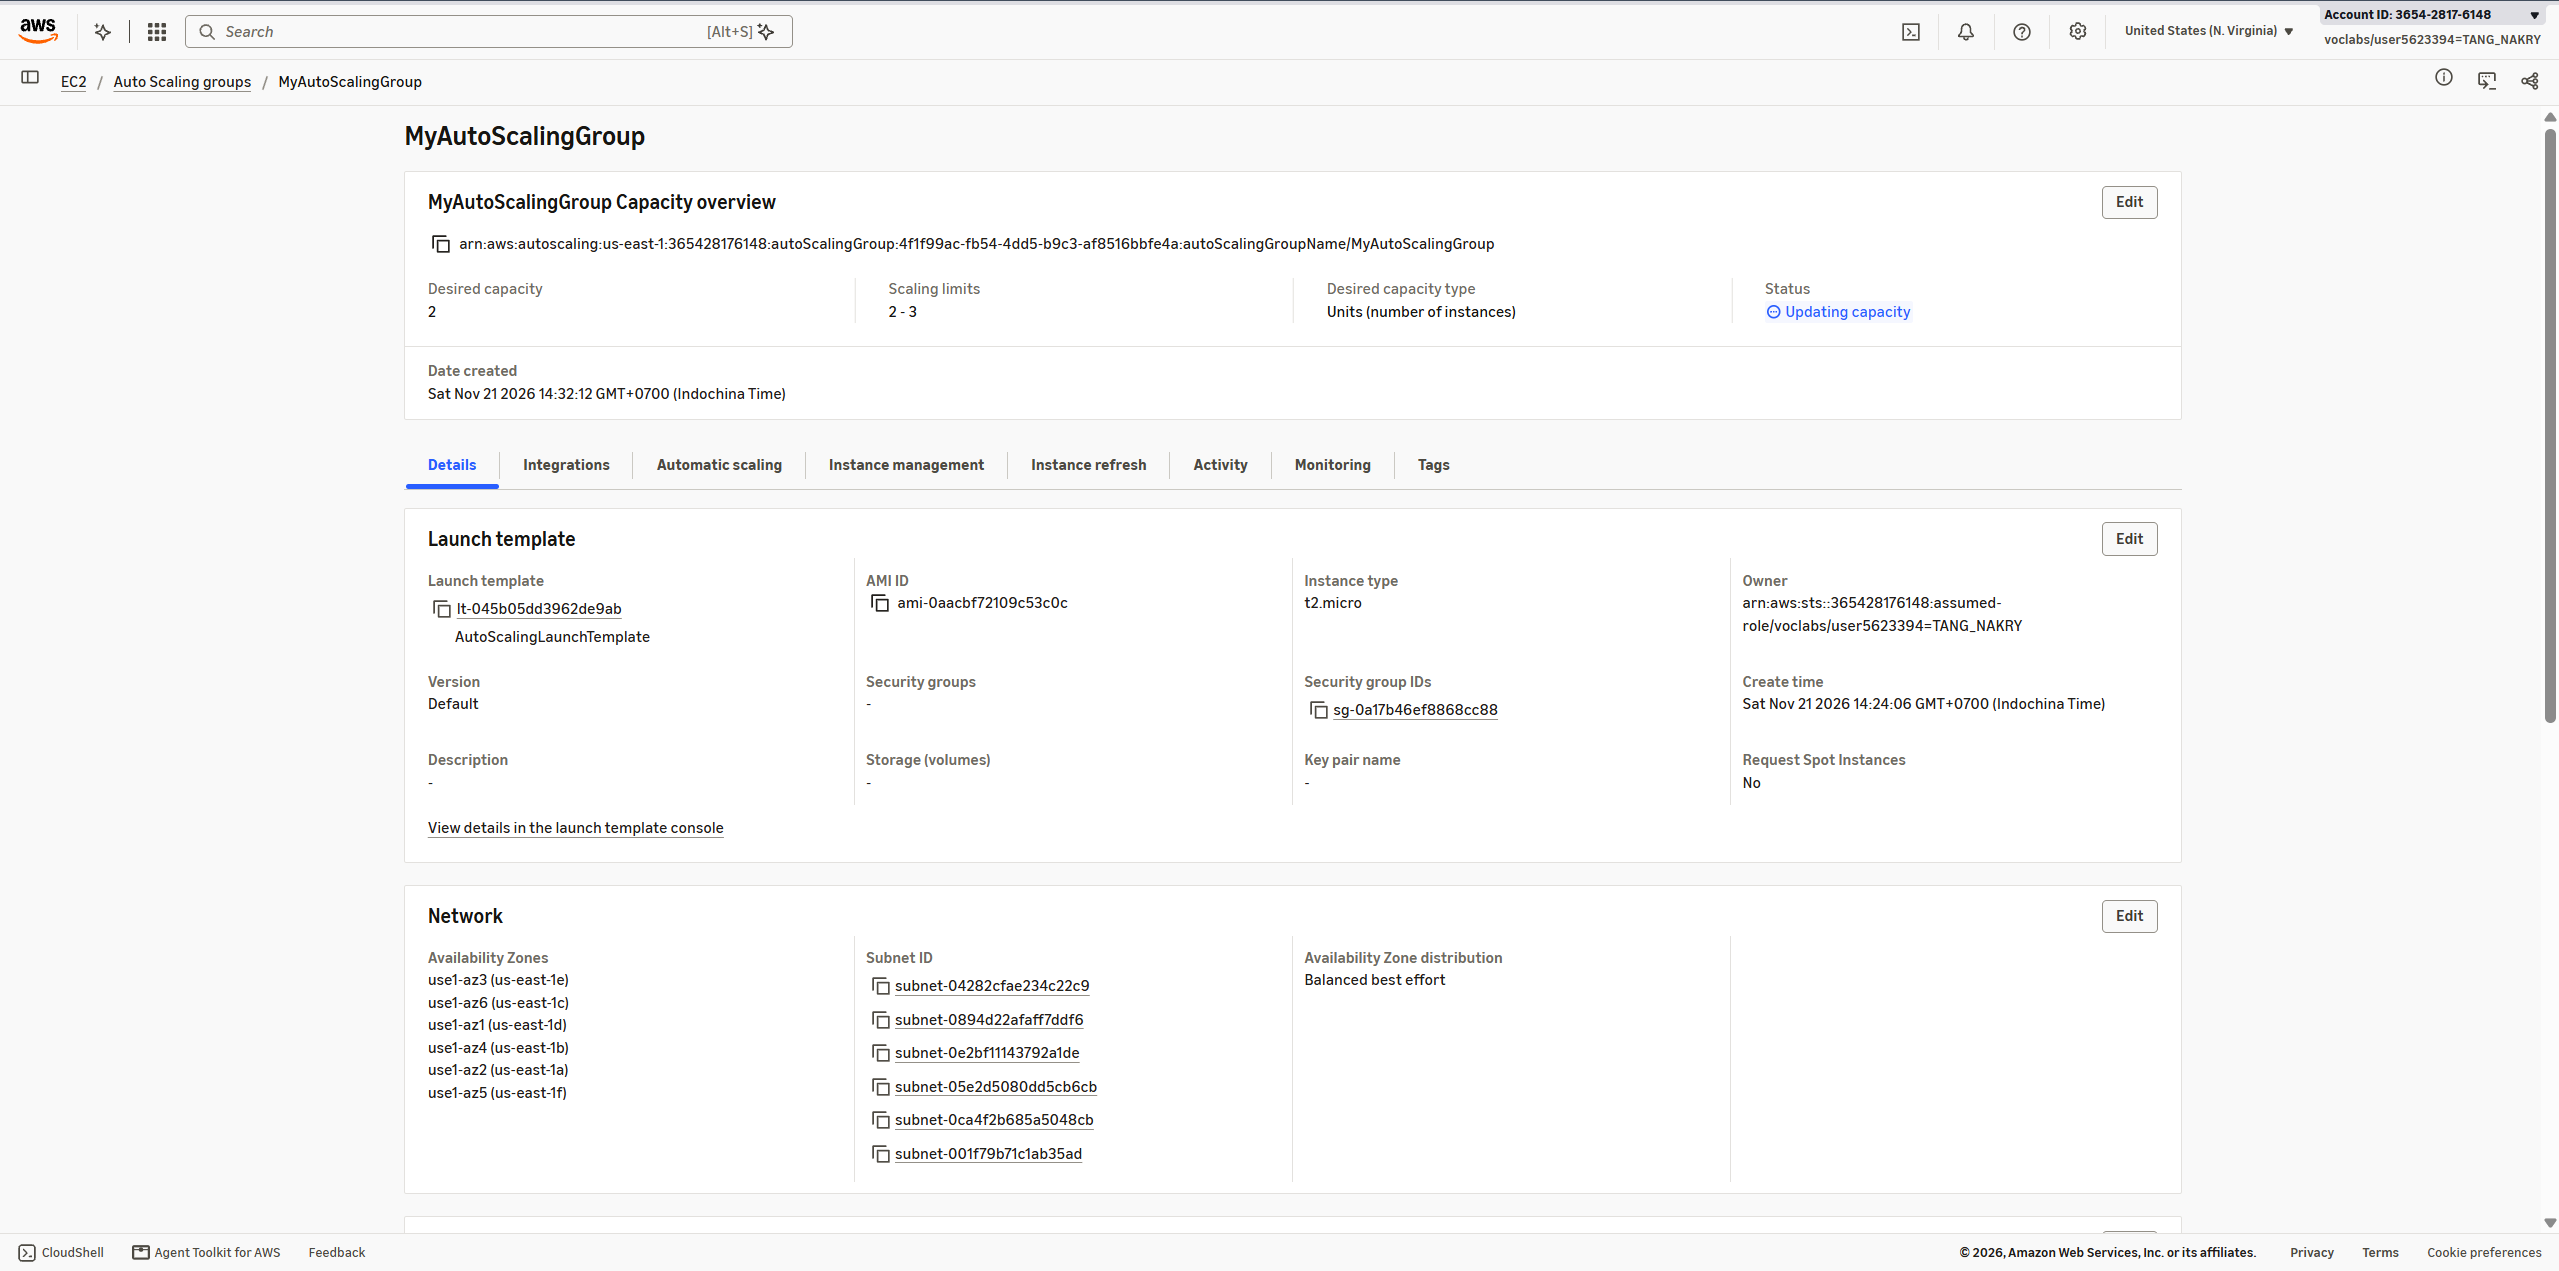 aws
Search [Alt+S]
United States (N. Virginia)
Account ID: 3654-2817-6148
voclabs/user5623394=TANG_NAKRY
EC2 / Auto Scaling groups / MyAutoScalingGroup
MyAutoScalingGroup
MyAutoScalingGroup Capacity overview
Edit
arn:aws:autoscaling:us-east-1:365428176148:autoScalingGroup:4f1f99ac-fb54-4dd5-b9c3-af8516bbfe4a:autoScalingGroupName/MyAutoScalingGroup
Desired capacity
2
Scaling limits
2 - 3
Desired capacity type
Units (number of instances)
Status
Updating capacity
Date created
Sat Nov 21 2026 14:32:12 GMT+0700 (Indochina Time)
Details
Integrations
Automatic scaling
Instance management
Instance refresh
Activity
Monitoring
Tags
Launch template
Edit
Launch template
lt-045b05dd3962de9ab
AutoScalingLaunchTemplate
AMI ID
ami-0aacbf72109c53c0c
Instance type
t2.micro
Owner
arn:aws:sts::365428176148:assumed-
role/voclabs/user5623394=TANG_NAKRY
Version
Default
Security groups
-
Security group IDs
sg-0a17b46ef8868cc88
Create time
Sat Nov 21 2026 14:24:06 GMT+0700 (Indochina Time)
Description
-
Storage (volumes)
-
Key pair name
-
Request Spot Instances
No
View details in the launch template console
Network
Edit
Availability Zones
use1-az3 (us-east-1e)
use1-az6 (us-east-1c)
use1-az1 (us-east-1d)
use1-az4 (us-east-1b)
use1-az2 (us-east-1a)
use1-az5 (us-east-1f)
Subnet ID
subnet-04282cfae234c22c9
subnet-0894d22afaff7ddf6
subnet-0e2bf11143792a1de
subnet-05e2d5080dd5cb6cb
subnet-0ca4f2b685a5048cb
subnet-001f79b71c1ab35ad
Availability Zone distribution
Balanced best effort
CloudShell
Agent Toolkit for AWS
Feedback
© 2026, Amazon Web Services, Inc. or its affiliates.
Privacy
Terms
Cookie preferences